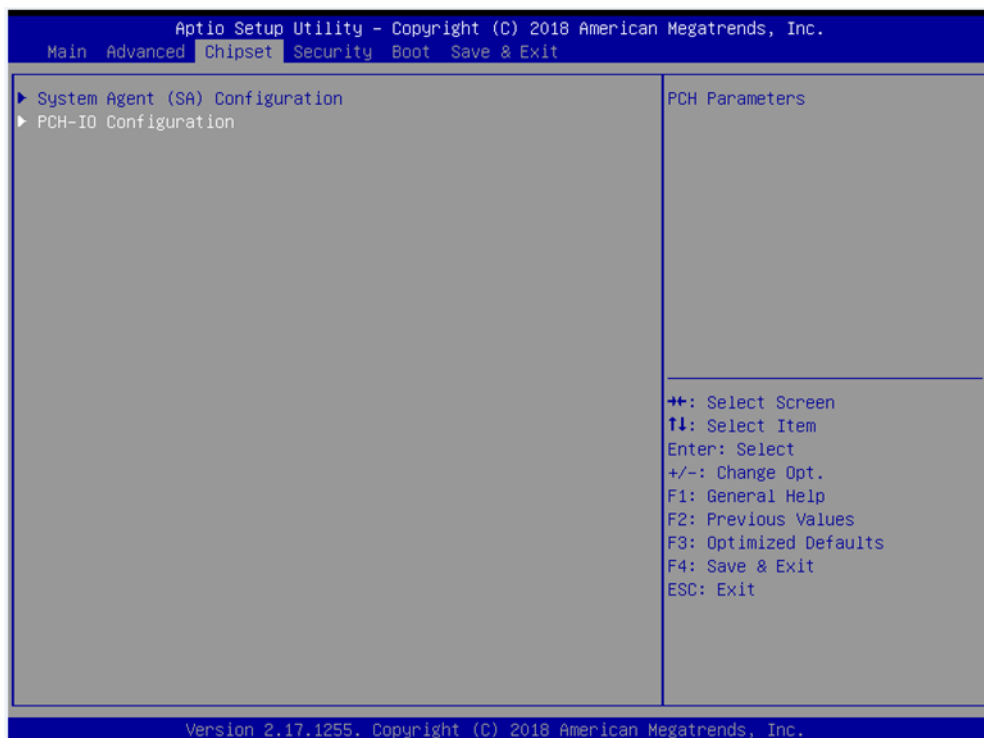 Aptio Setup Utility – Copyright (C) 2018 American Megatrends, Inc.
Main Advanced Chipset Security Boot Save & Exit
System Agent (SA) Configuration
PCH-IO Configuration
PCH Parameters
→←: Select Screen
↑↓: Select Item
Enter: Select
+/-: Change Opt.
F1: General Help
F2: Previous Values
F3: Optimized Defaults
F4: Save & Exit
ESC: Exit
Version 2.17.1255. Copyright (C) 2018 American Megatrends, Inc.